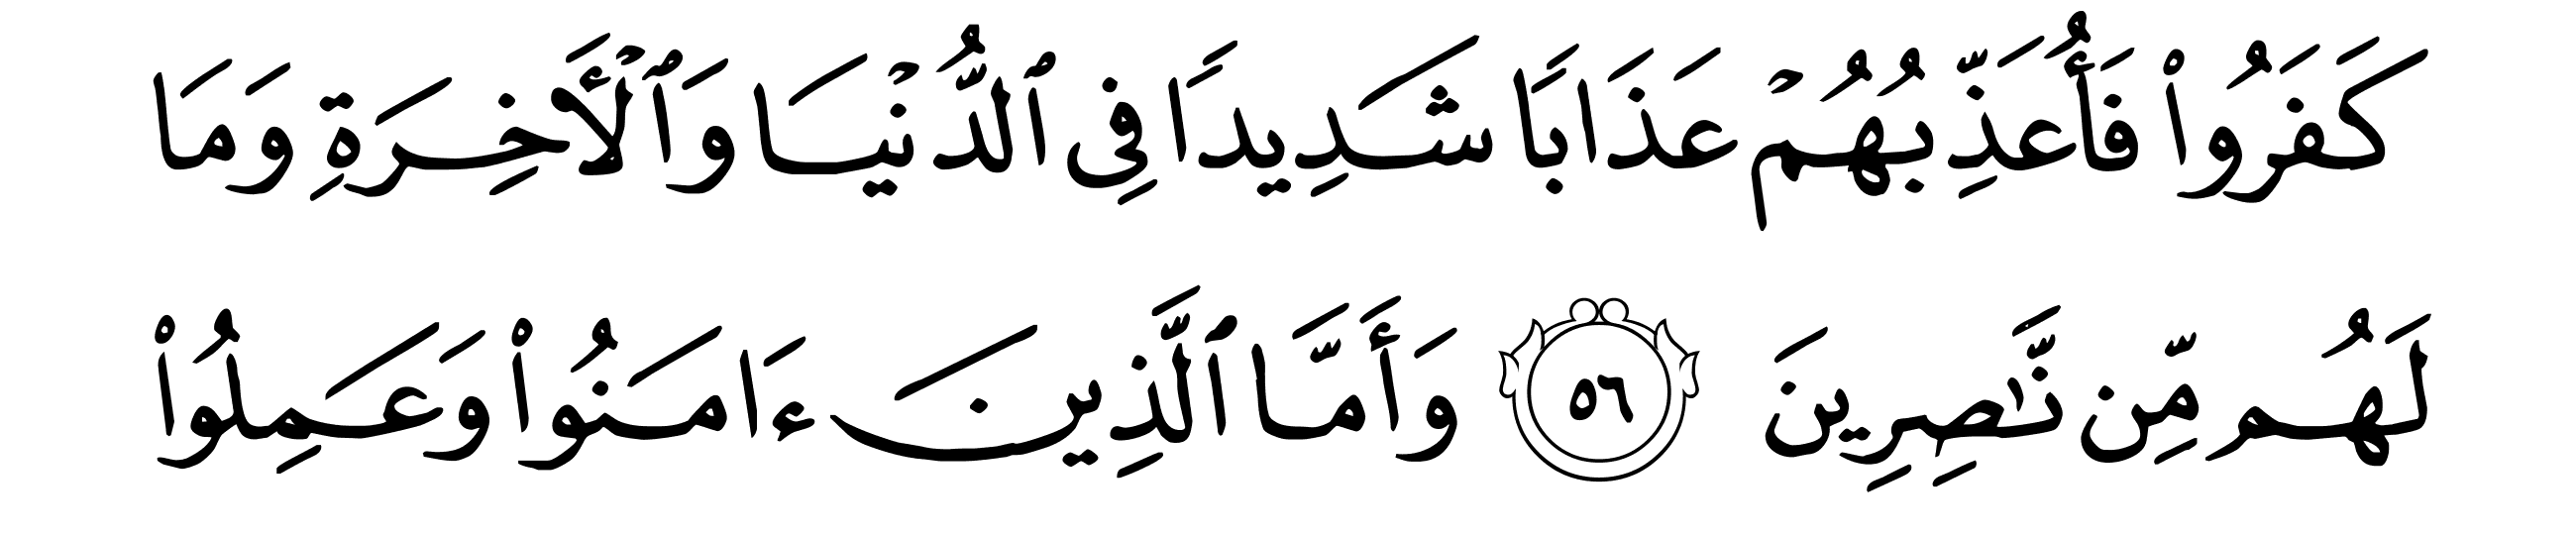 كَفَرُوا۟ فَأُعَذِّبُهُمۡ عَذَابًا شَدِيدًا فِى ٱلدُّنۡيَا وَٱلۡأَخِرَةِ وَمَا
لَهُم مِّن نَّـٰصِرِينَ ٥٦ وَأَمَّا ٱلَّذِينَ ءَامَنُوا۟ وَعَمِلُوا۟